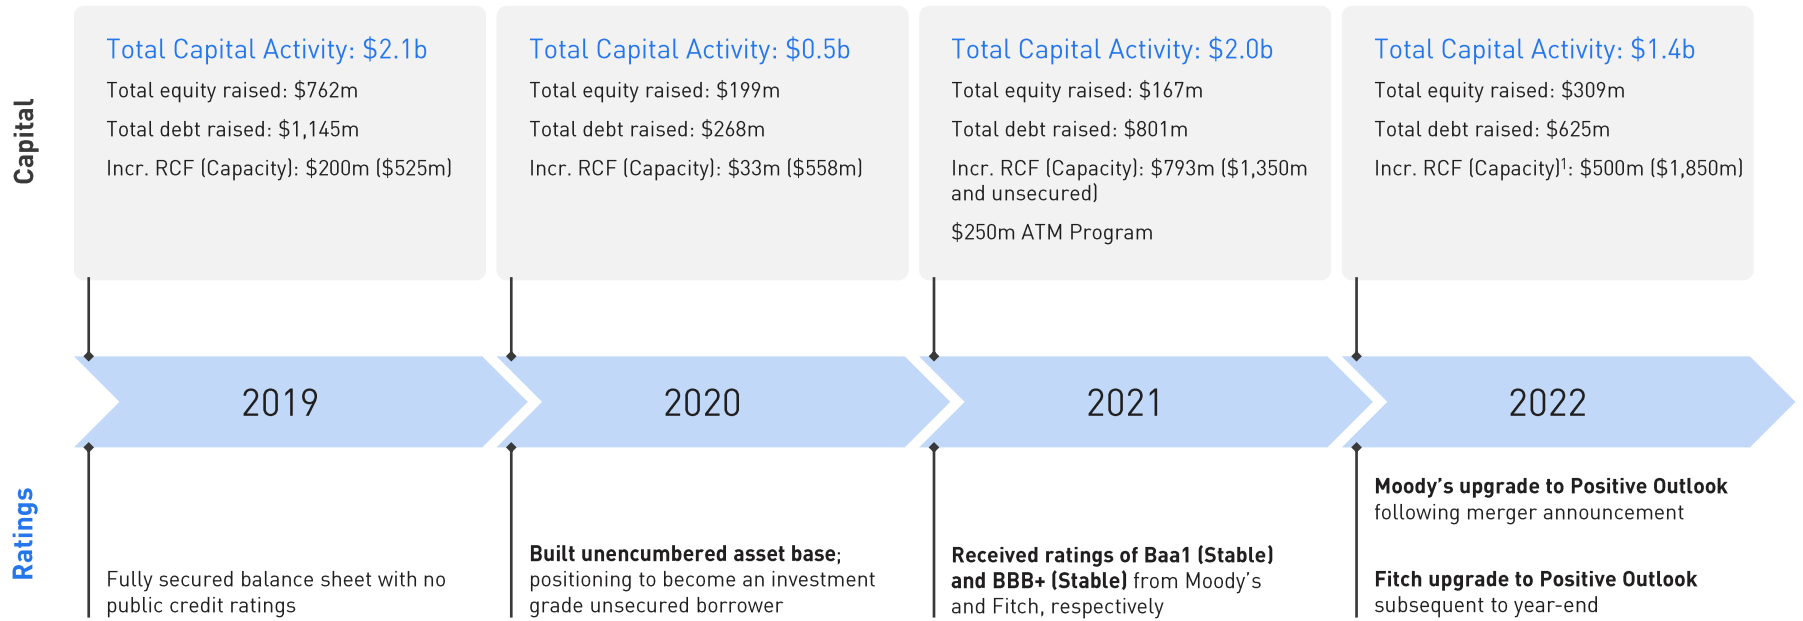 Capital
Total Capital Activity: $2.1b
Total equity raised: $762m
Total debt raised: $1,145m
Incr. RCF (Capacity): $200m ($525m)
Total Capital Activity: $0.5b
Total equity raised: $199m
Total debt raised: $268m
Incr. RCF (Capacity): $33m ($558m)
Total Capital Activity: $2.0b
Total equity raised: $167m
Total debt raised: $801m
Incr. RCF (Capacity): $793m ($1,350m
and unsecured)
$250m ATM Program
Total Capital Activity: $1.4b
Total equity raised: $309m
Total debt raised: $625m
Incr. RCF (Capacity)¹: $500m ($1,850m)
2019
2020
2021
2022
Ratings
Fully secured balance sheet with no
public credit ratings
Built unencumbered asset base;
positioning to become an investment
grade unsecured borrower
Received ratings of Baa1 (Stable)
and BBB+ (Stable) from Moody’s
and Fitch, respectively
Moody’s upgrade to Positive Outlook
following merger announcement
Fitch upgrade to Positive Outlook
subsequent to year-end